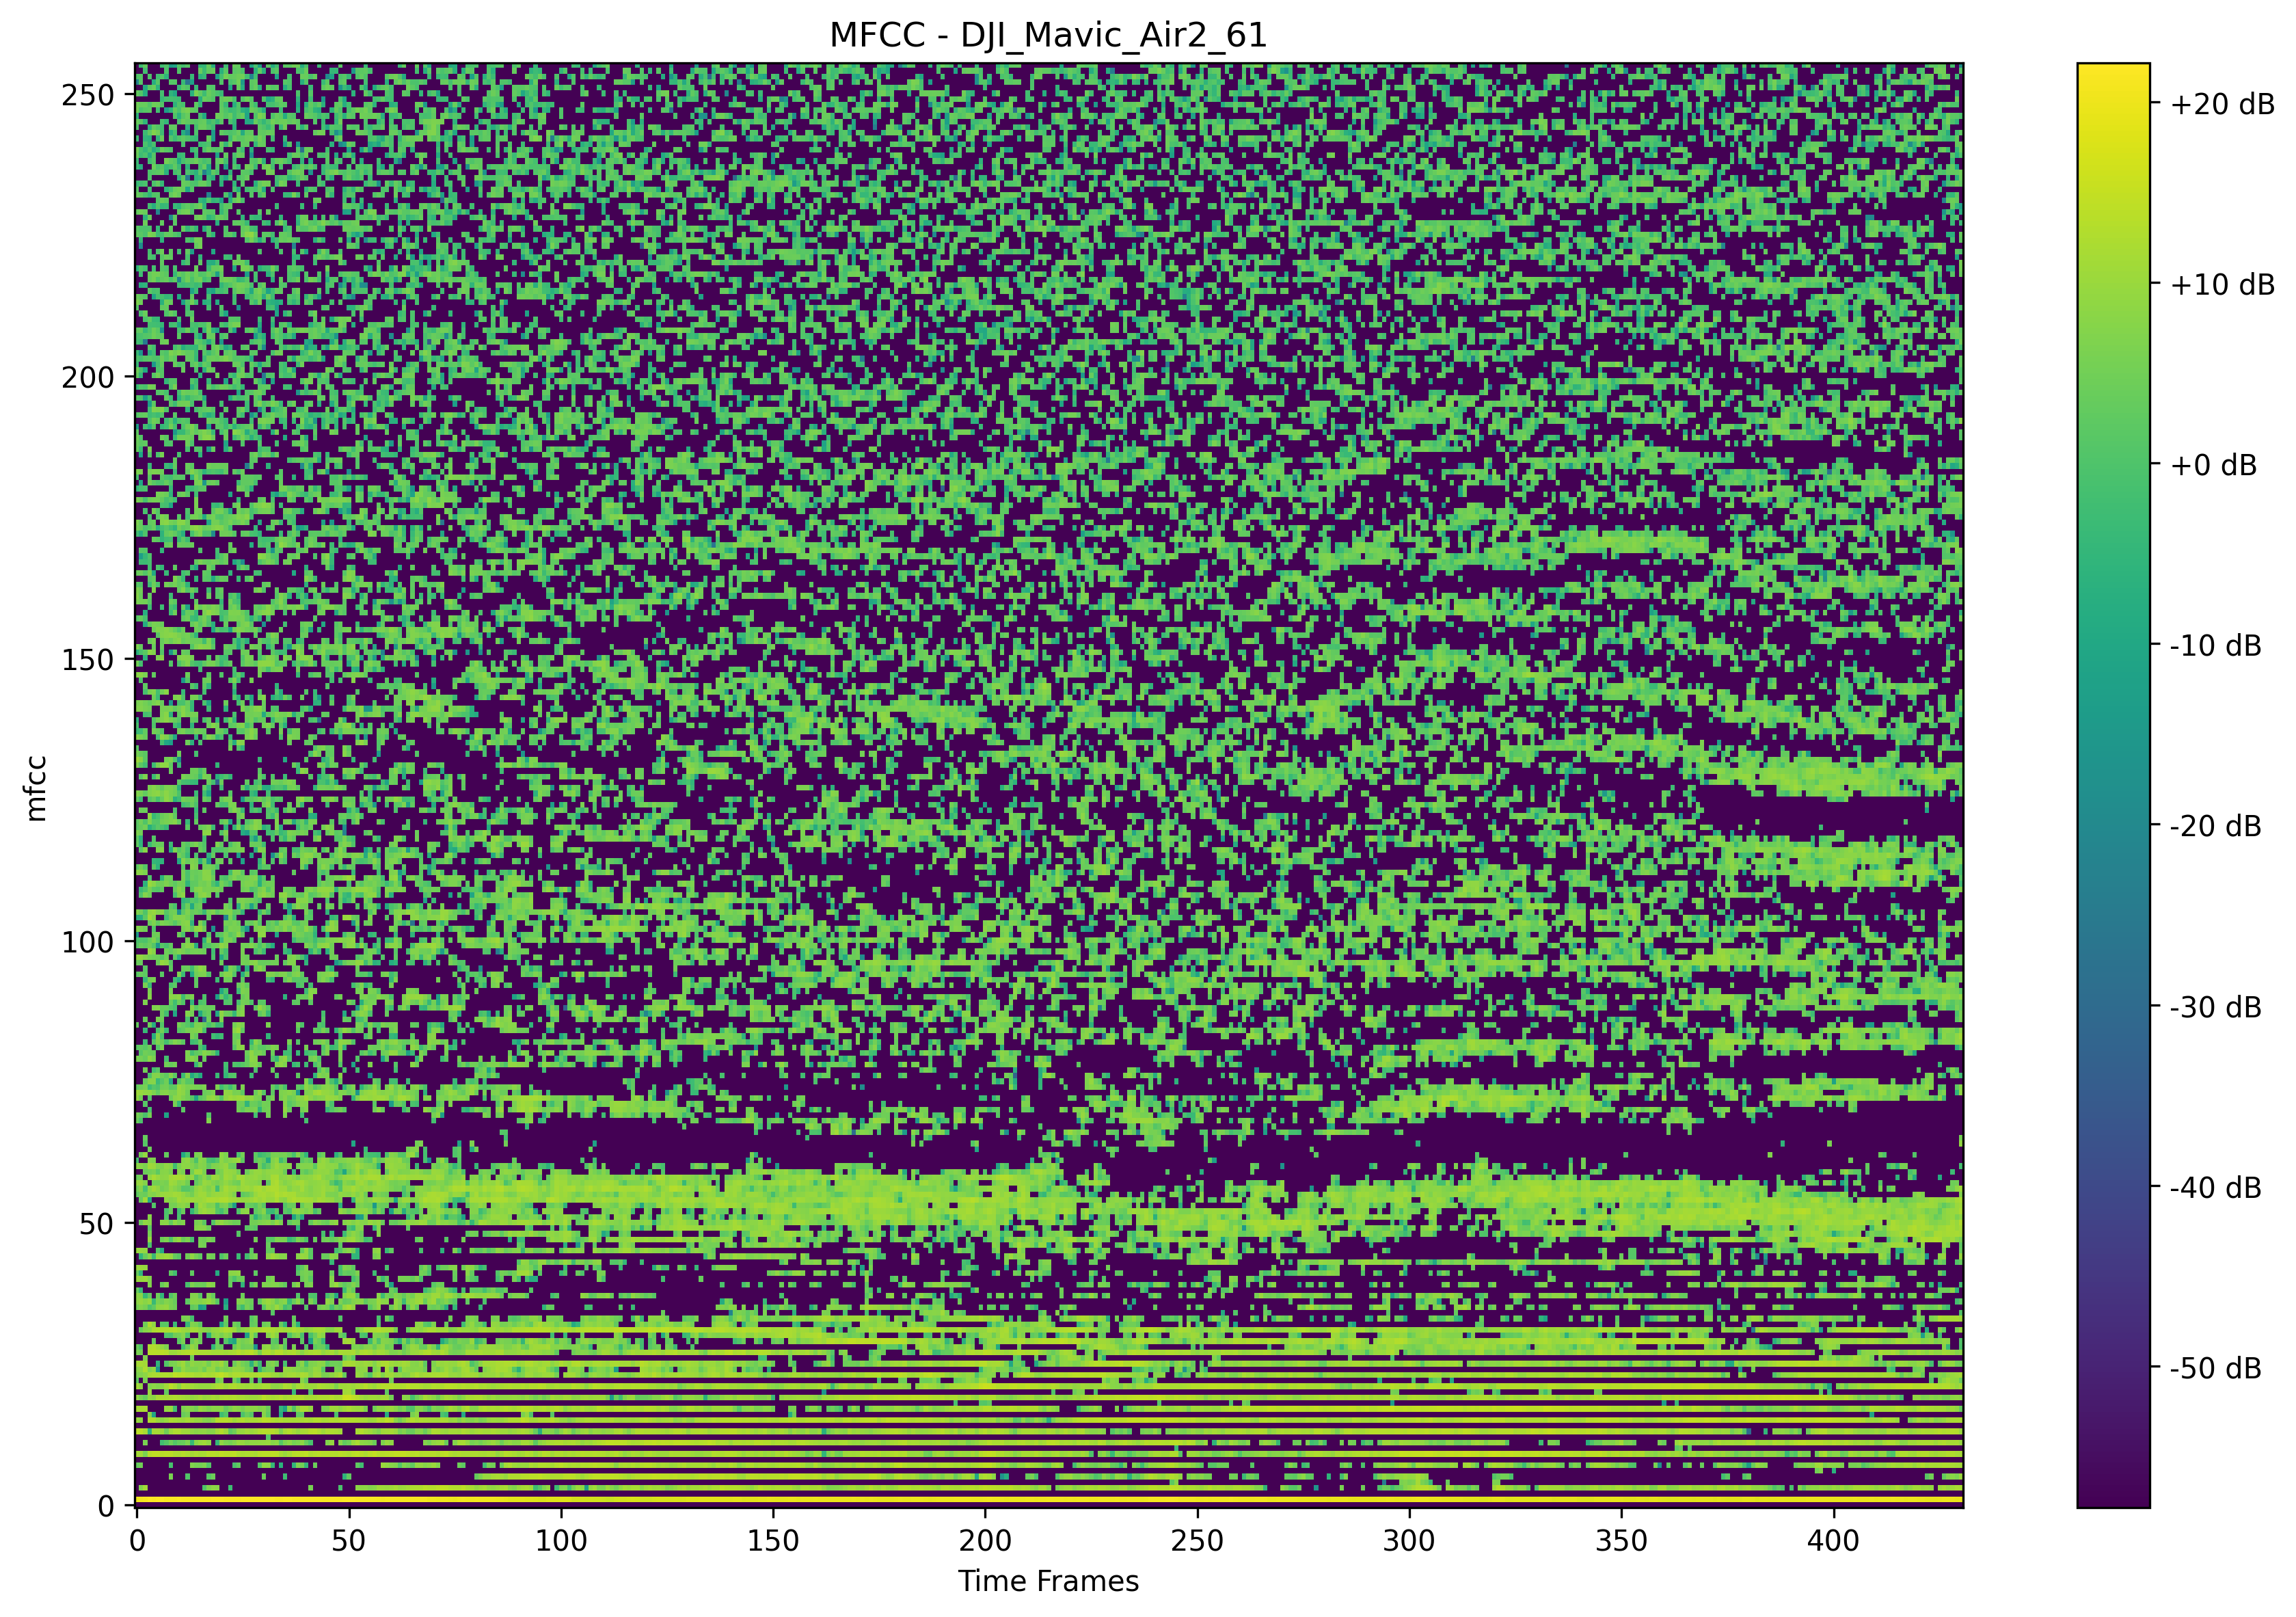 MFCC - DJI_Mavic_Air2_61
250
200
150
100
50
0
mfcc
0 50 100 150 200 250 300 350 400
Time Frames
+20 dB
+10 dB
+0 dB
-10 dB
-20 dB
-30 dB
-40 dB
-50 dB